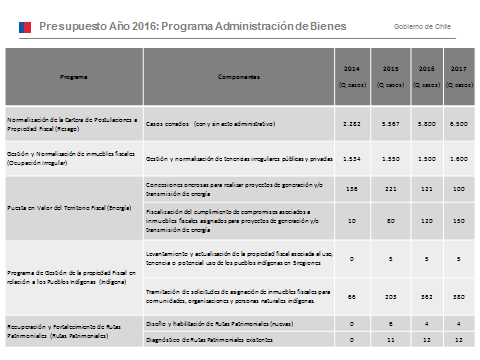 Presupuesto Año 2016: Programa Administración de Bienes
Gobierno de Chile
Programa Componentes 2014 2015 2016 2017
(Q, casos) (Q, casos) (Q, casos) (Q, casos)
Normalización de la Cartera de Postulaciones a
Propiedad Fiscal (Rezago)
Casos cerrados (con y sin acto administrativo) 2.282 5.567 5.800 6.500
Gestión y Normalización de inmuebles fiscales
(Ocupación Irregular)
Gestión y normalización de tenencias irregulares públicas y privadas 1.534 1.550 1.500 1.600
Puesta en Valor del Territorio Fiscal (Energía)
Concesiones onerosas para realizar proyectos de generación y/o
transmisión de energía
136 221 121 100
Fiscalización del cumplimiento de compromisos asociados a
inmuebles fiscales asignados para proyectos de generación y/o
transmisión de energía
10 80 120 150
Programa de Gestión de la propiedad Fiscal en
relación a los Pueblos Indígenas (Indígena)
Levantamiento y actualización de la propiedad fiscal asociada al uso,
tenencia o potencial uso de los pueblos indígenas en 5 regiones
0 5 5 5
Tramitación de solicitudes de asignación de inmuebles fiscales para
comunidades, organizaciones y personas naturales indígenas.
66 203 362 380
Recuperación y Fortalecimiento de Rutas
Patrimoniales (Rutas Patrimoniales)
Diseño y habilitación de Rutas Patrimoniales (nuevas) 0 6 4 4
Diagnóstico de Rutas Patrimoniales existentes 0 11 12 12